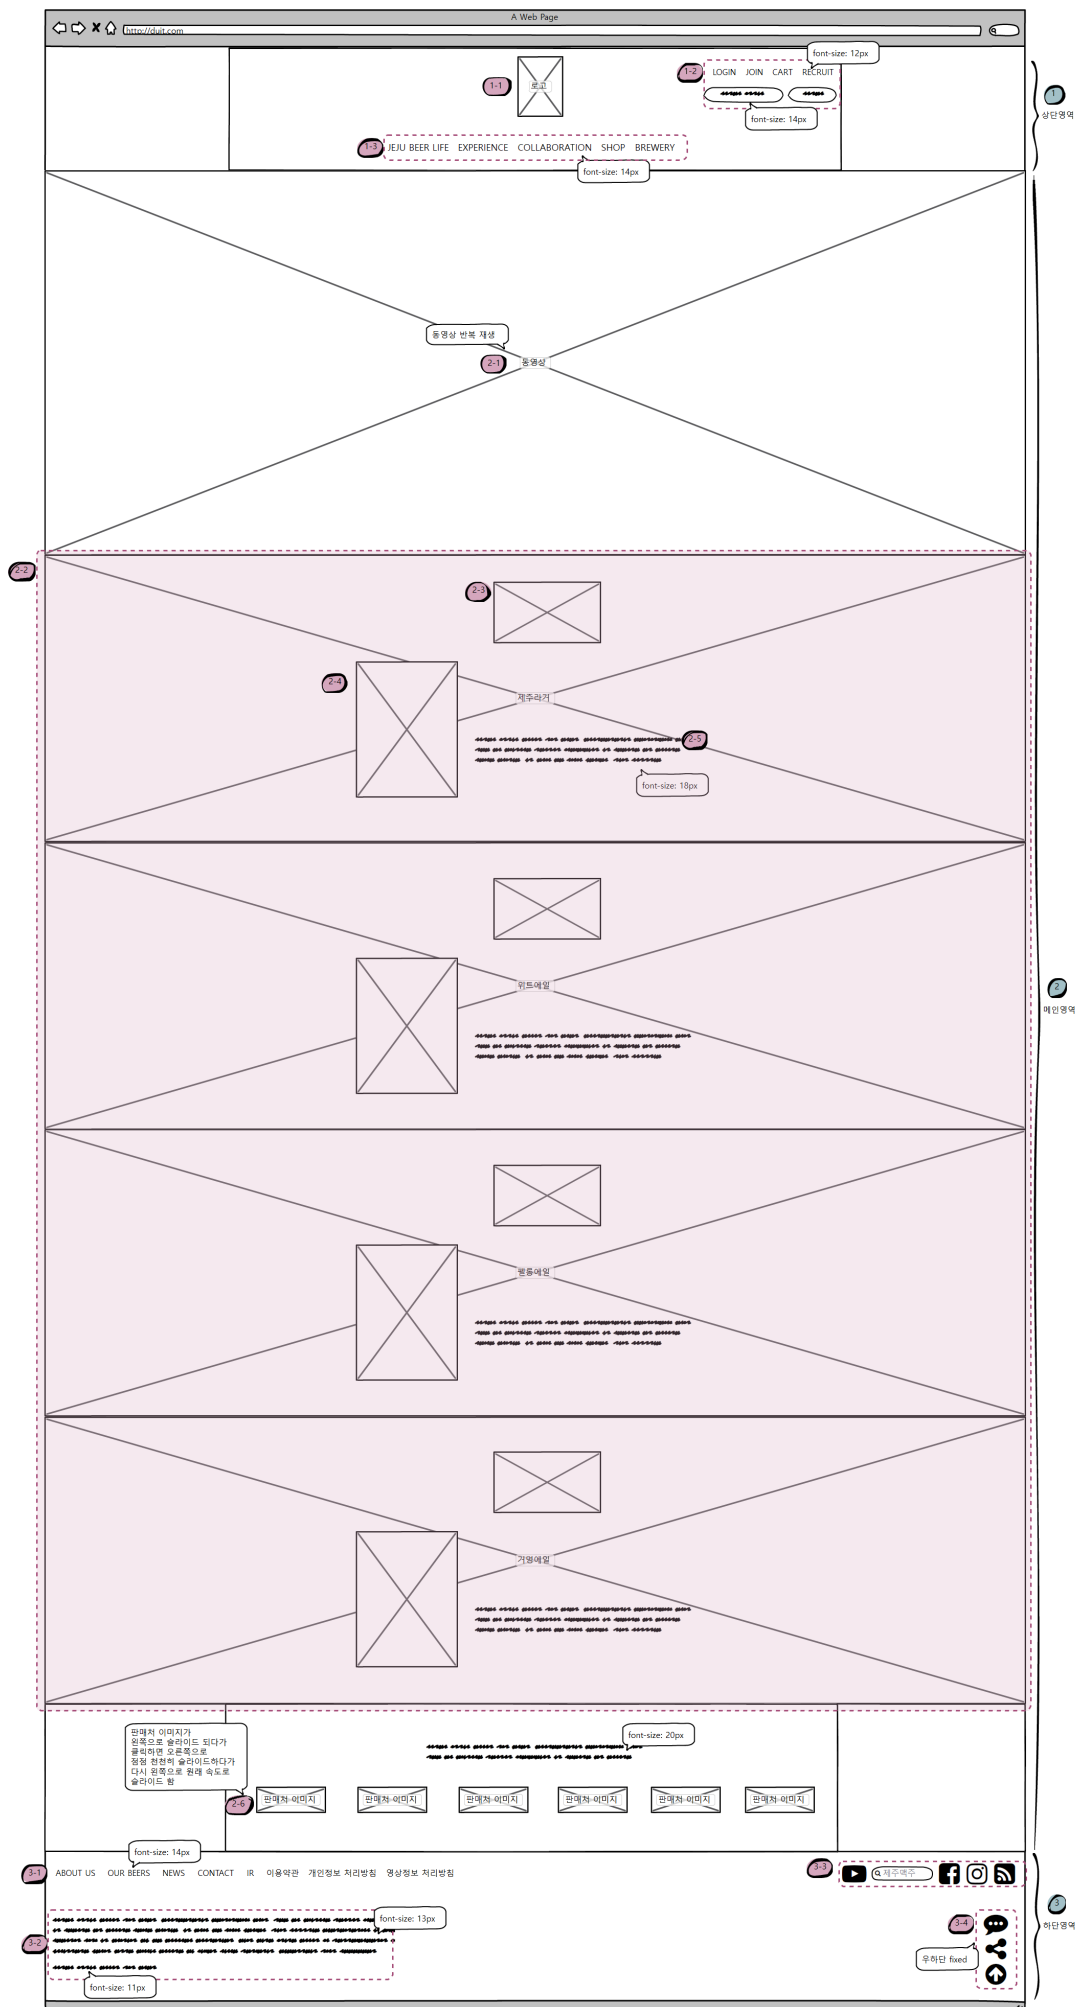 A Web Page
http://duit.com
font-size: 12px
1-1
로고
1-2
LOGIN JOIN CART RECRUIT
1
상단영역
font-size: 14px
1-3
JEJU BEER LIFE EXPERIENCE COLLABORATION SHOP BREWERY
font-size: 14px
동영상 반복 재생
2-1
동영상
2-2
2-3
2-4
제주라거
2-5
font-size: 18px
위트에일
2
메인영역
펠롱에일
거멍에일
판매처 이미지가
왼쪽으로 슬라이드 되다가
클릭하면 오른쪽으로
점점 천천히 슬라이드하다가
다시 왼쪽으로 원래 속도로
슬라이드 함
font-size: 20px
2-6
판매처 이미지 판매처 이미지 판매처 이미지 판매처 이미지 판매처 이미지 판매처 이미지
font-size: 14px
3-1
ABOUT US OUR BEERS NEWS CONTACT IR 이용약관 개인정보 처리방침 영상정보 처리방침
3-3
제주맥주
3
하단영역
font-size: 13px
3-2
3-4
우하단 fixed
font-size: 11px